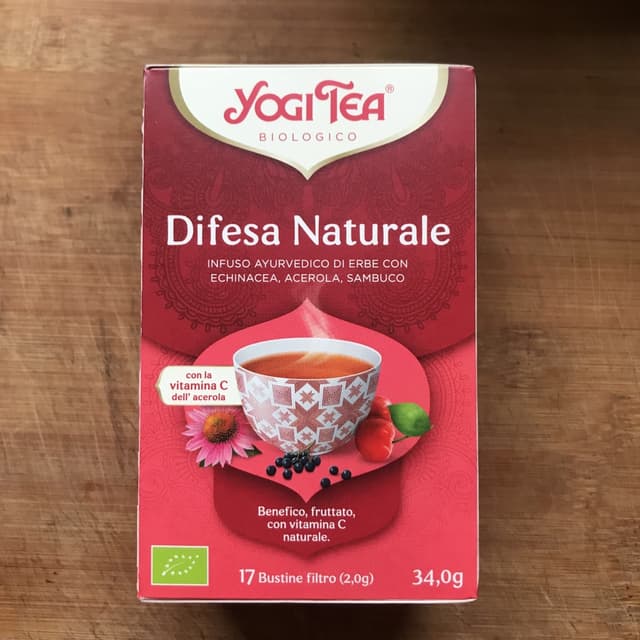 YOGI TEA®
BIOLOGICO
Difesa Naturale
INFUSO AYURVEDICO DI ERBE CON
ECHINACEA, ACEROLA, SAMBUCO
con la
vitamina C
dell' acerola
Benefico, fruttato,
con vitamina C
naturale.
17 Bustine filtro (2,0g)
34,0g